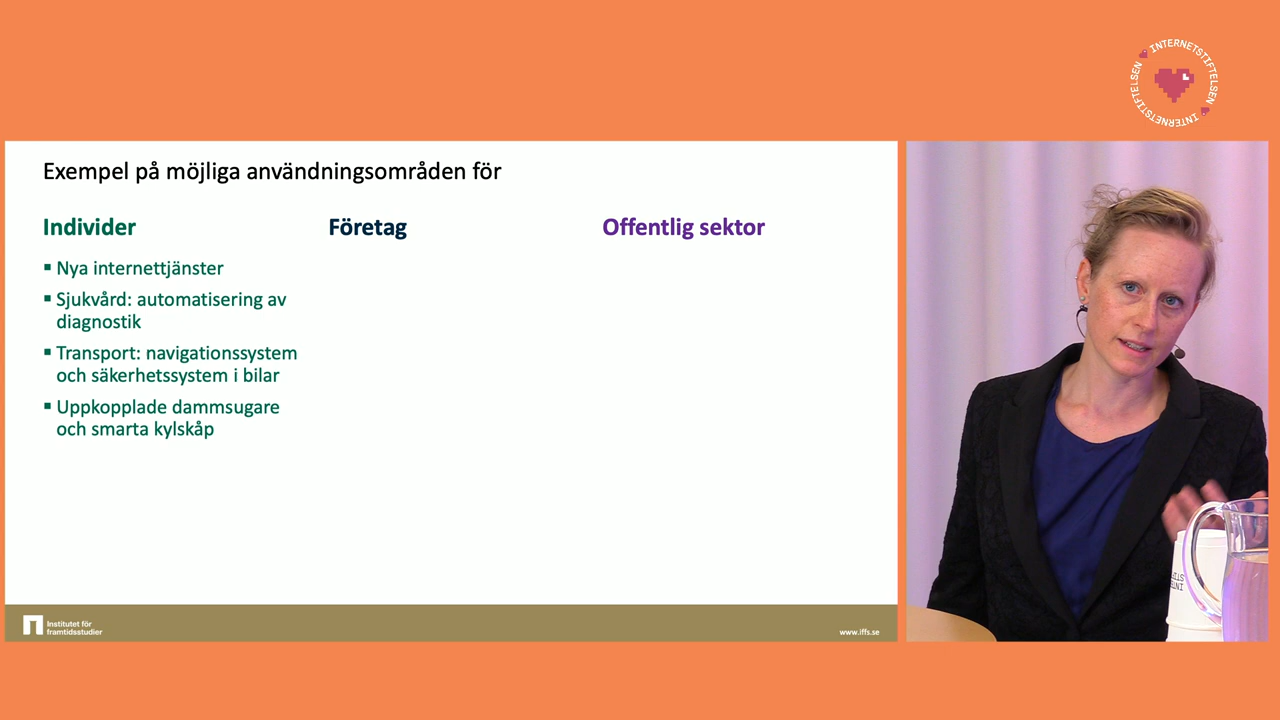 INTERNETSTIFTELSEN
INTERNETSTIFTELSEN
Exempel på möjliga användningsområden för
Individer
▪ Nya internettjänster
▪ Sjukvård: automatisering av
diagnostik
▪ Transport: navigationssystem
och säkerhetssystem i bilar
▪ Uppkopplade dammsugare
och smarta kylskåp
Företag
Offentlig sektor
Institutet för
framtidsstudier
www.iffs.se